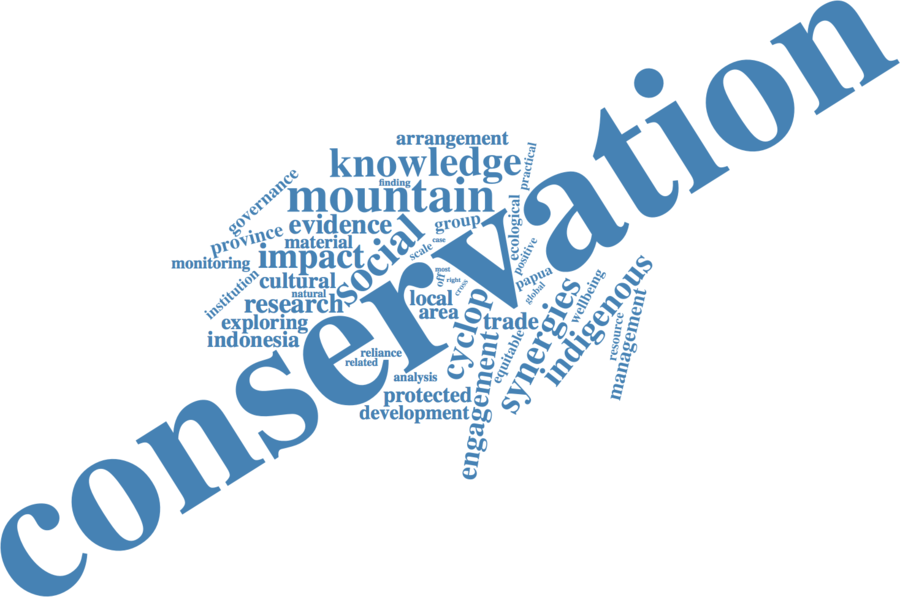 conservation
arrangement
knowledge
practical
finding
governance
mountain
ecological
evidence
group
province
material
social
case
scale
positive
impact
monitoring
most
off
right
cross
papua
global
wellbeing
indigenous
institution
cultural
natural
research
local
area
cyclop
trade
synergies
exploring
indonesia
equitable
resource
management
reliance
related
analysis
engagement
protected
development